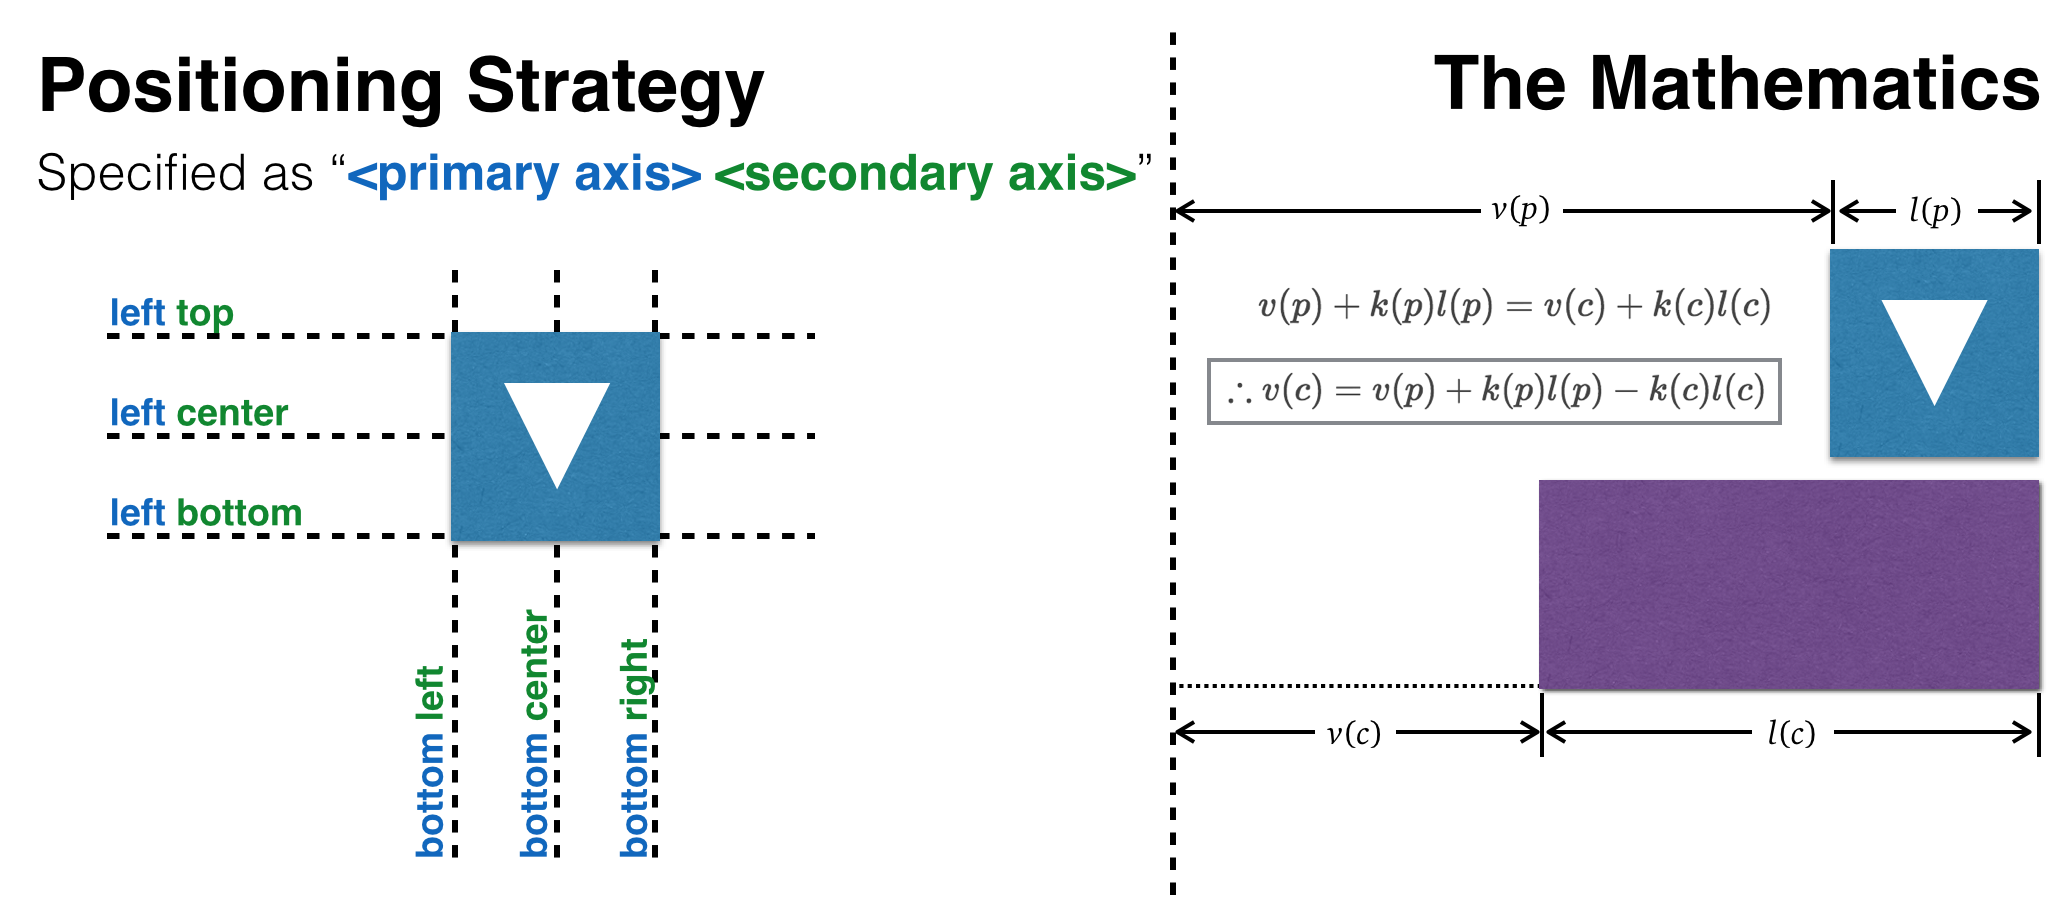 Positioning Strategy
Specified as “<primary axis> <secondary axis>”
left top
left center
left bottom
bottom left
bottom center
bottom right
The Mathematics
v(p)
l(p)
v(p) + k(p)l(p) = v(c) + k(c)l(c)
∴ v(c) = v(p) + k(p)l(p) − k(c)l(c)
v(c)
l(c)